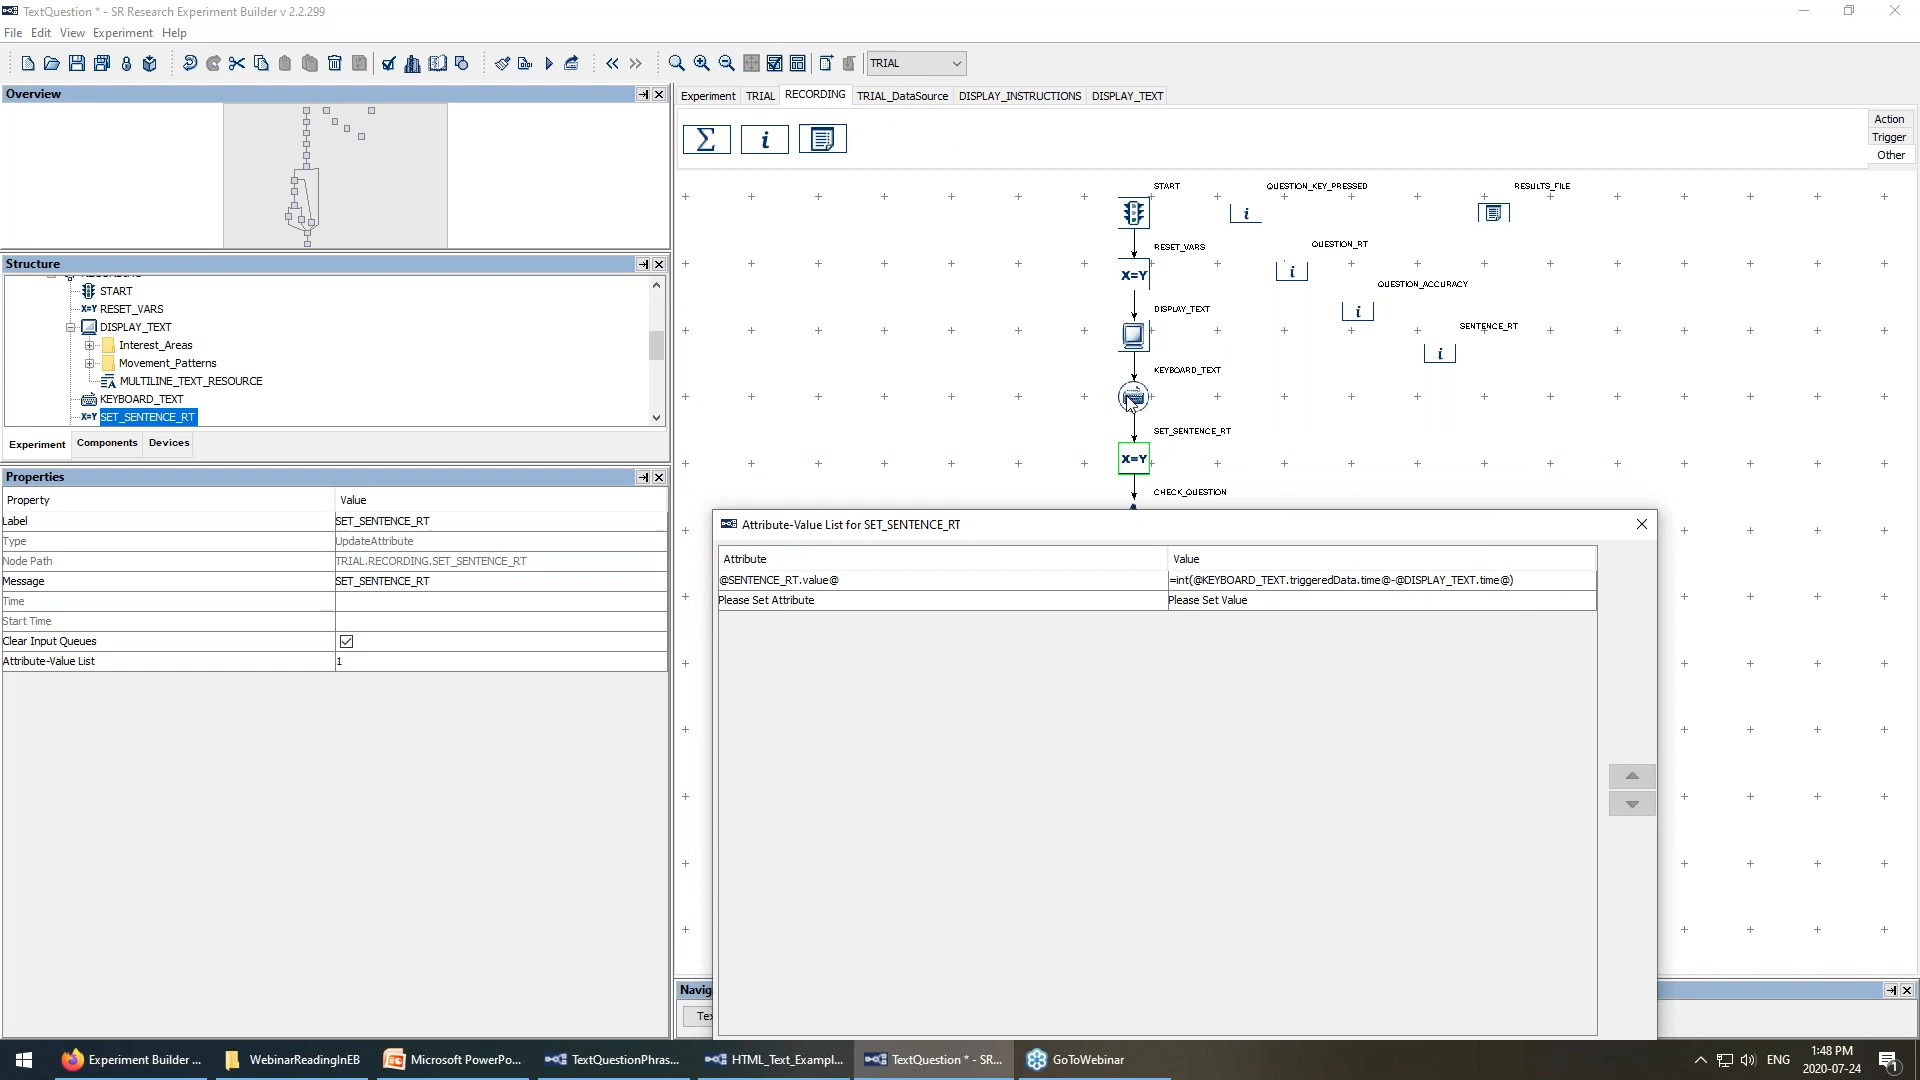 TextQuestion * - SR Research Experiment Builder v 2.2.299
File Edit View Experiment Help
TRIAL
Overview
Experiment TRIAL RECORDING TRIAL_DataSource DISPLAY_INSTRUCTIONS DISPLAY_TEXT
Action
Trigger
Other
START
QUESTION_KEY_PRESSED
RESULTS_FILE
RESET_VARS
X=Y
QUESTION_RT
QUESTION_ACCURACY
DISPLAY_TEXT
SENTENCE_RT
KEYBOARD_TEXT
SET_SENTENCE_RT
X=Y
CHECK_QUESTION
Structure
START
X=Y RESET_VARS
DISPLAY_TEXT
Interest_Areas
Movement_Patterns
MULTILINE_TEXT_RESOURCE
KEYBOARD_TEXT
X=Y SET_SENTENCE_RT
Experiment Components Devices
Properties
Property Value
Label SET_SENTENCE_RT
Type UpdateAttribute
Node Path TRIAL.RECORDING.SET_SENTENCE_RT
Message SET_SENTENCE_RT
Time
Start Time
Clear Input Queues
Attribute-Value List 1
Attribute-Value List for SET_SENTENCE_RT
Attribute Value
@SENTENCE_RT.value@ =int(@KEYBOARD_TEXT.triggeredData.time@-@DISPLAY_TEXT.time@)
Please Set Attribute Please Set Value
Navig
Tex
Experiment Builder ... WebinarReadingInEB Microsoft PowerPo... TextQuestionPhras... HTML_Text_Exampl... TextQuestion * - SR... GoToWebinar
ENG
1:48 PM
2020-07-24
1